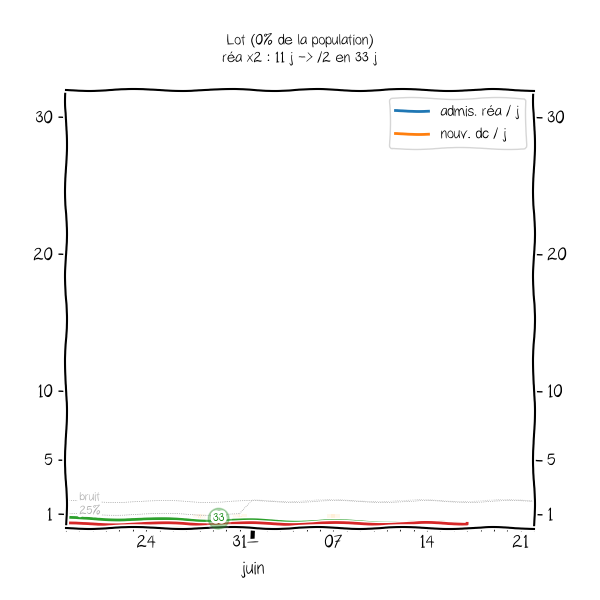 Lot (0% de la population)
réa x2 : 11 j -> /2 en 33 j
admis. réa / j
nouv. dc / j
30
30
20
20
10
10
5
5
bruit
25%
1
1
33
24
31
07
14
21
juin